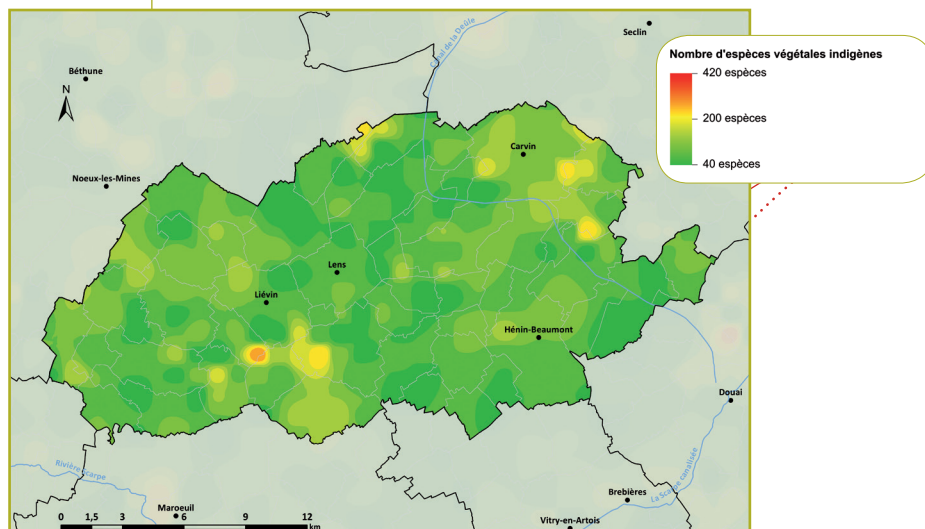 Seclin
Canal de la Deûle
Béthune
N
Nombre d'espèces végétales indigènes
420 espèces
200 espèces
40 espèces
Carvin
Noeux-les-Mines
Lens
Liévin
Hénin-Beaumont
Douai
Rivière Scarpe
La Scarpe canalisée
Brebières
Maroeuil
Vitry-en-Artois
0 1,5 3 6 9 12
km